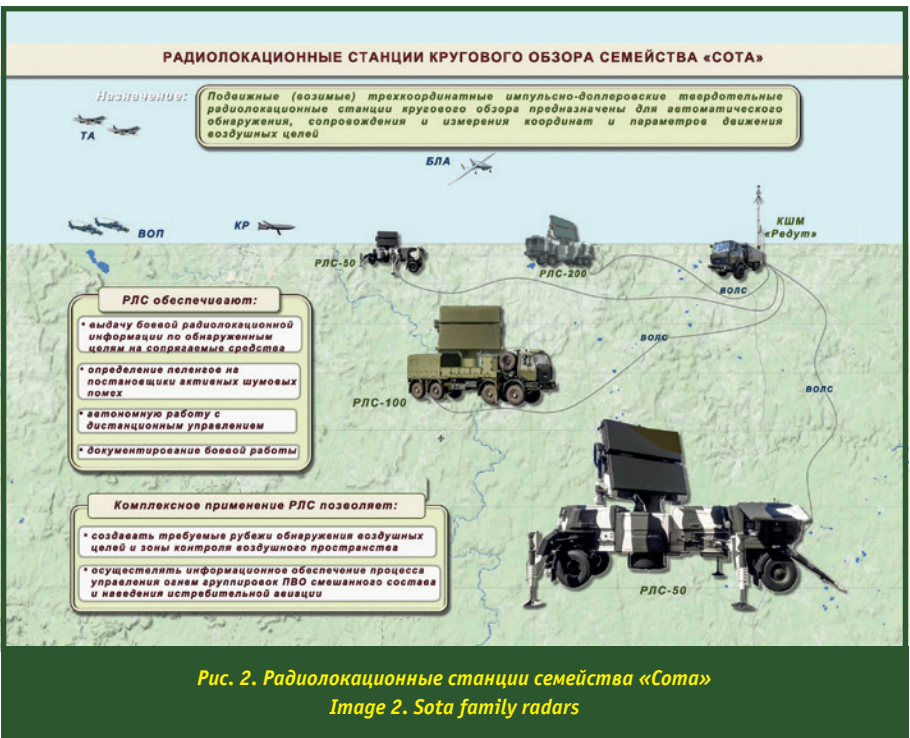 РАДИОЛОКАЦИОННЫЕ СТАНЦИИ КРУГОВОГО ОБЗОРА СЕМЕЙСТВА «СОТА»
Назначение:
Подвижные (возимые) трехкоординатные импульсно-доплеровские твердотельные
радиолокационные станции кругового обзора предназначены для автоматического
обнаружения, сопровождения и измерения координат и параметров движения
воздушных целей
ТА
БЛА
ВОП
КР
РЛС-50
РЛС-200
КШМ
«Редут»
ВОЛС
РЛС обеспечивают:
• выдачу боевой радиолокационной
информации по обнаруженным
целям на сопрягаемые средства
• определение пеленгов на
постановщики активных шумовых
помех
• автономную работу с
дистанционным управлением
• документирование боевой работы
ВОЛС
РЛС-100
ВОЛС
Комплексное применение РЛС позволяет:
• создавать требуемые рубежи обнаружения воздушных
целей и зоны контроля воздушного пространства
• осуществлять информационное обеспечение процесса
управления огнем группировок ПВО смешанного состава
и наведения истребительной авиации
РЛС-50
Рис. 2. Радиолокационные станции семейства «Сота»
Image 2. Sota family radars